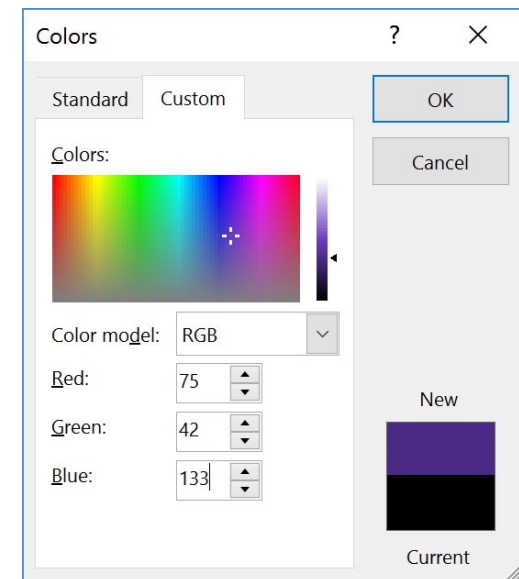 Colors ?
Standard Custom
OK
Colors:
Cancel
Color model: RGB
Red: 75
Green: 42
Blue: 133
New
Current